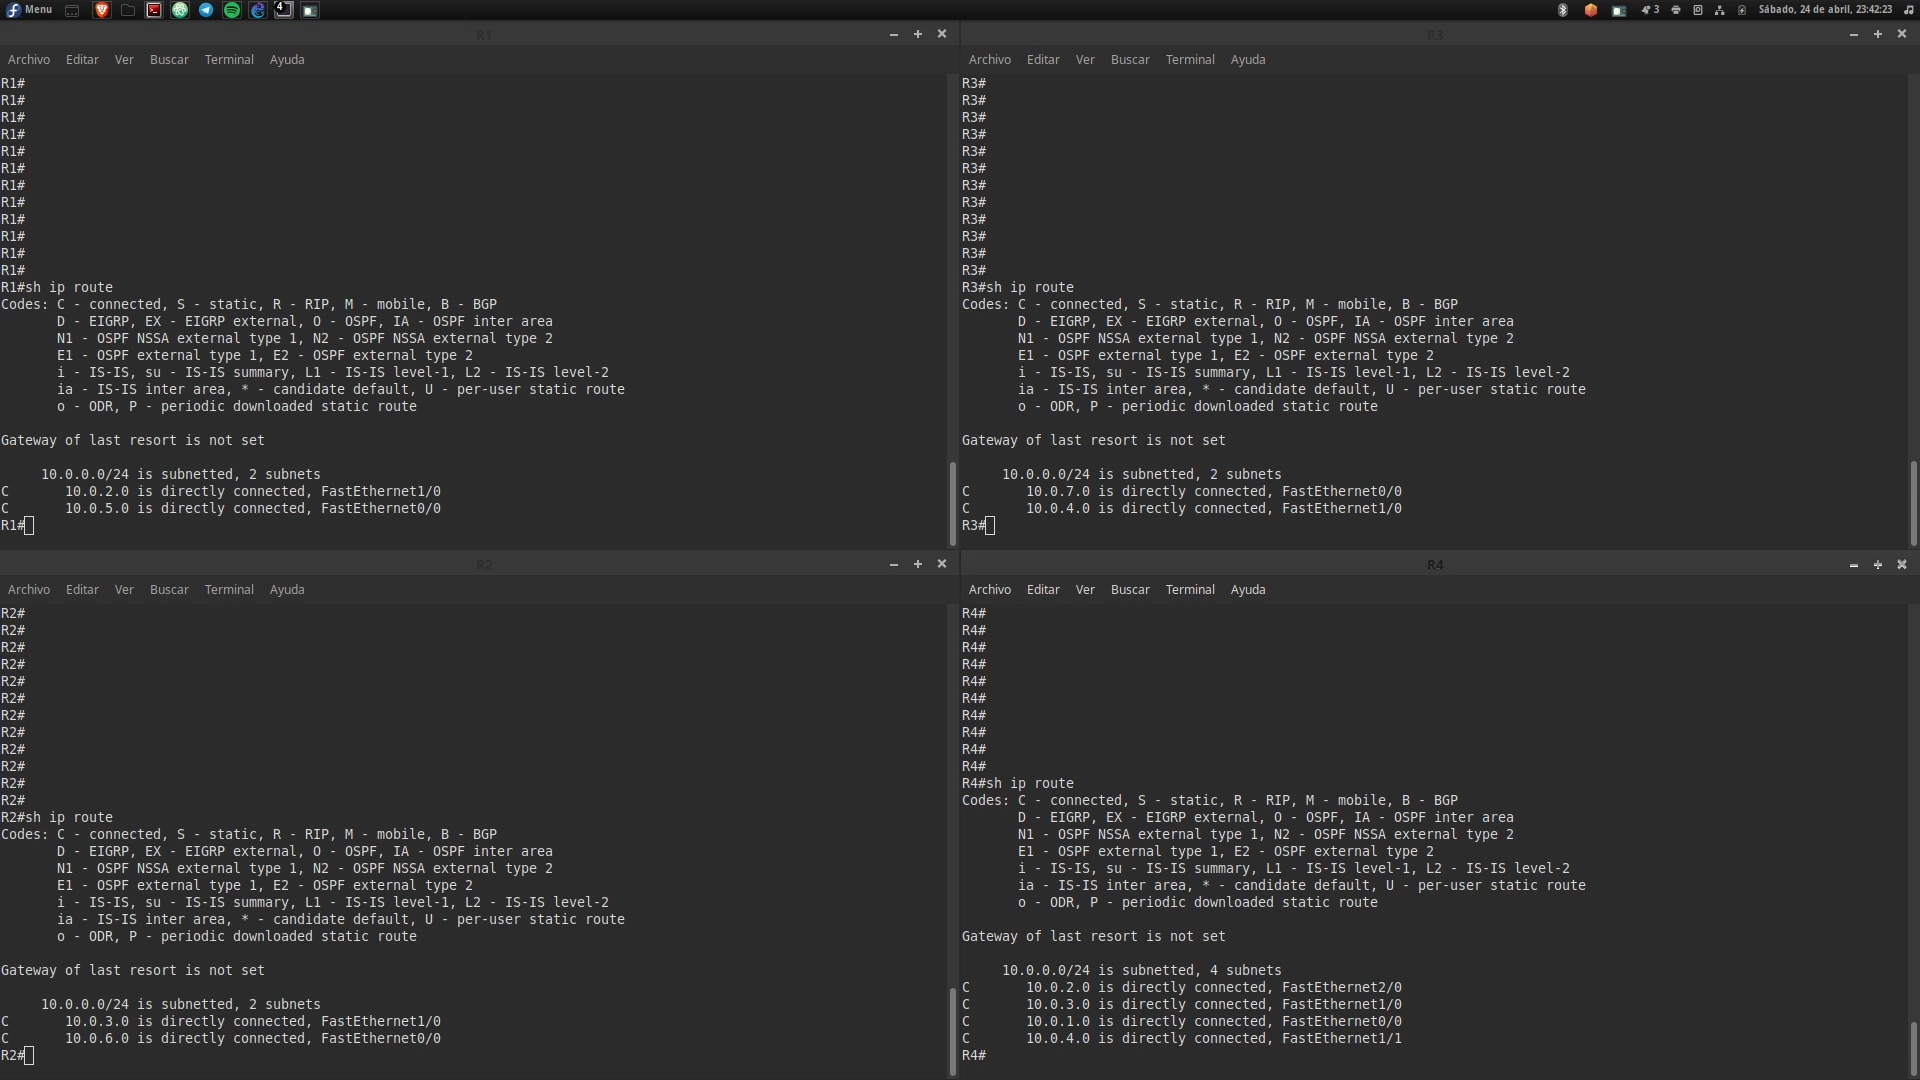 Menu
4
3
Sábado, 24 de abril, 23:42:23
R1
Archivo Editar Ver Buscar Terminal Ayuda
R1#
R1#
R1#
R1#
R1#
R1#
R1#
R1#
R1#
R1#
R1#
R1#
R1#sh ip route
Codes: C - connected, S - static, R - RIP, M - mobile, B - BGP
       D - EIGRP, EX - EIGRP external, O - OSPF, IA - OSPF inter area
       N1 - OSPF NSSA external type 1, N2 - OSPF NSSA external type 2
       E1 - OSPF external type 1, E2 - OSPF external type 2
       i - IS-IS, su - IS-IS summary, L1 - IS-IS level-1, L2 - IS-IS level-2
       ia - IS-IS inter area, * - candidate default, U - per-user static route
       o - ODR, P - periodic downloaded static route
Gateway of last resort is not set
     10.0.0.0/24 is subnetted, 2 subnets
C       10.0.2.0 is directly connected, FastEthernet1/0
C       10.0.5.0 is directly connected, FastEthernet0/0
R1#
R3
Archivo Editar Ver Buscar Terminal Ayuda
R3#
R3#
R3#
R3#
R3#
R3#
R3#
R3#
R3#
R3#
R3#
R3#
R3#sh ip route
Codes: C - connected, S - static, R - RIP, M - mobile, B - BGP
       D - EIGRP, EX - EIGRP external, O - OSPF, IA - OSPF inter area
       N1 - OSPF NSSA external type 1, N2 - OSPF NSSA external type 2
       E1 - OSPF external type 1, E2 - OSPF external type 2
       i - IS-IS, su - IS-IS summary, L1 - IS-IS level-1, L2 - IS-IS level-2
       ia - IS-IS inter area, * - candidate default, U - per-user static route
       o - ODR, P - periodic downloaded static route
Gateway of last resort is not set
     10.0.0.0/24 is subnetted, 2 subnets
C       10.0.7.0 is directly connected, FastEthernet0/0
C       10.0.4.0 is directly connected, FastEthernet1/0
R3#
R2
Archivo Editar Ver Buscar Terminal Ayuda
R2#
R2#
R2#
R2#
R2#
R2#
R2#
R2#
R2#
R2#
R2#
R2#
R2#sh ip route
Codes: C - connected, S - static, R - RIP, M - mobile, B - BGP
       D - EIGRP, EX - EIGRP external, O - OSPF, IA - OSPF inter area
       N1 - OSPF NSSA external type 1, N2 - OSPF NSSA external type 2
       E1 - OSPF external type 1, E2 - OSPF external type 2
       i - IS-IS, su - IS-IS summary, L1 - IS-IS level-1, L2 - IS-IS level-2
       ia - IS-IS inter area, * - candidate default, U - per-user static route
       o - ODR, P - periodic downloaded static route
Gateway of last resort is not set
     10.0.0.0/24 is subnetted, 2 subnets
C       10.0.3.0 is directly connected, FastEthernet1/0
C       10.0.6.0 is directly connected, FastEthernet0/0
R2#
R4
Archivo Editar Ver Buscar Terminal Ayuda
R4#
R4#
R4#
R4#
R4#
R4#
R4#
R4#
R4#
R4#
R4#sh ip route
Codes: C - connected, S - static, R - RIP, M - mobile, B - BGP
       D - EIGRP, EX - EIGRP external, O - OSPF, IA - OSPF inter area
       N1 - OSPF NSSA external type 1, N2 - OSPF NSSA external type 2
       E1 - OSPF external type 1, E2 - OSPF external type 2
       i - IS-IS, su - IS-IS summary, L1 - IS-IS level-1, L2 - IS-IS level-2
       ia - IS-IS inter area, * - candidate default, U - per-user static route
       o - ODR, P - periodic downloaded static route
Gateway of last resort is not set
     10.0.0.0/24 is subnetted, 4 subnets
C       10.0.2.0 is directly connected, FastEthernet2/0
C       10.0.3.0 is directly connected, FastEthernet1/0
C       10.0.1.0 is directly connected, FastEthernet0/0
C       10.0.4.0 is directly connected, FastEthernet1/1
R4#